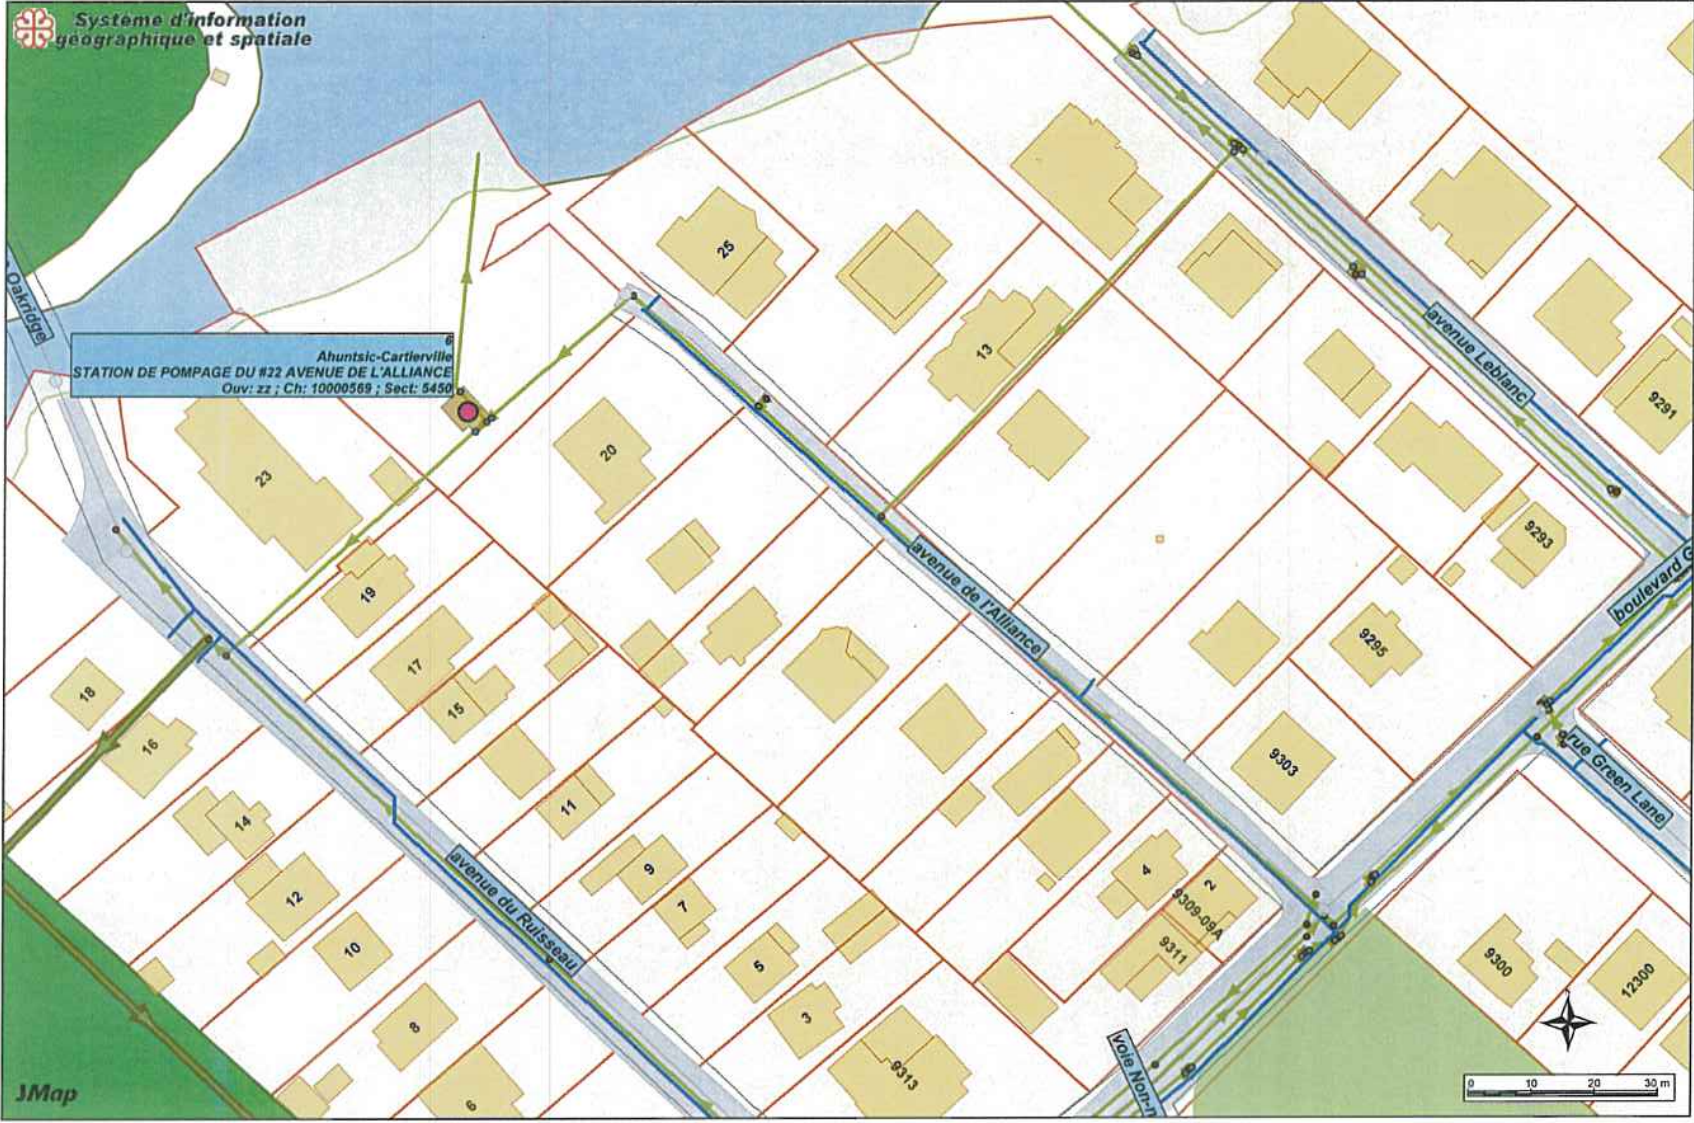 Système d'information
géographique et spatiale
Oakridge
6
Ahuntsic-Cartierville
STATION DE POMPAGE DU #22 AVENUE DE L'ALLIANCE
Ouv: zz ; Ch: 10000569 ; Sect: 5450
25
13
avenue Leblanc
9291
23
20
19
9293
avenue de l'Alliance
boulevard G
17
9295
18
15
16
9303
rue Green Lane
14
11
12
avenue du Ruisseau
9
7
4
2
9309-09A
9311
10
5
9300
12300
8
3
voie Non-n
9313
6
JMap
0 10 20 30 m